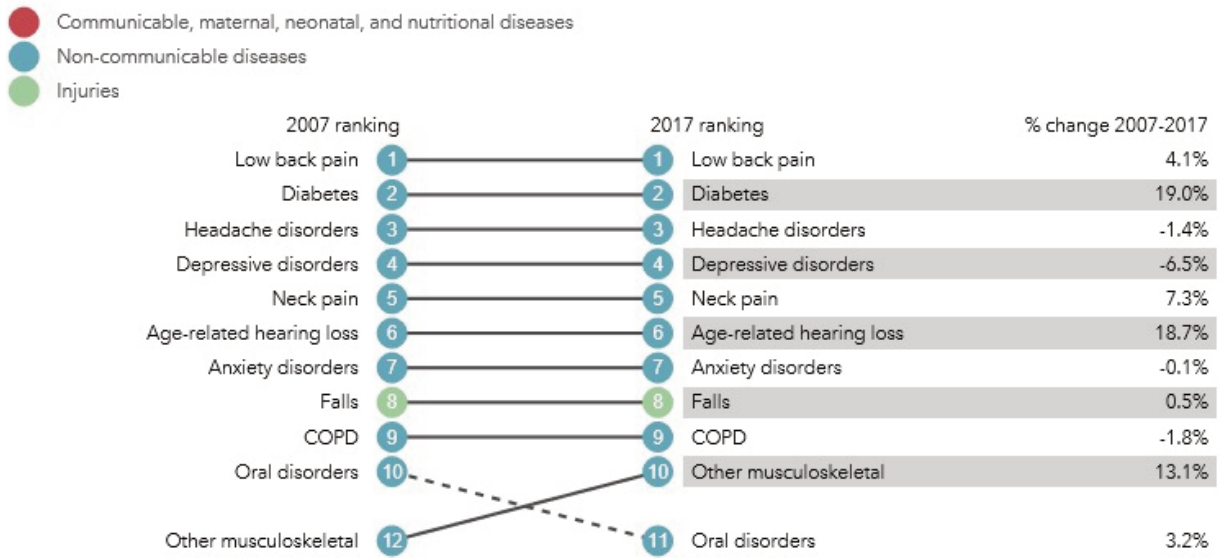 Communicable, maternal, neonatal, and nutritional diseases
Non-communicable diseases
Injuries
2007 ranking 2017 ranking % change 2007-2017
Low back pain 1 1 Low back pain 4.1%
Diabetes 2 2 Diabetes 19.0%
Headache disorders 3 3 Headache disorders -1.4%
Depressive disorders 4 4 Depressive disorders -6.5%
Neck pain 5 5 Neck pain 7.3%
Age-related hearing loss 6 6 Age-related hearing loss 18.7%
Anxiety disorders 7 7 Anxiety disorders -0.1%
Falls 8 8 Falls 0.5%
COPD 9 9 COPD -1.8%
Oral disorders 10 10 Other musculoskeletal 13.1%
Other musculoskeletal 12 11 Oral disorders 3.2%